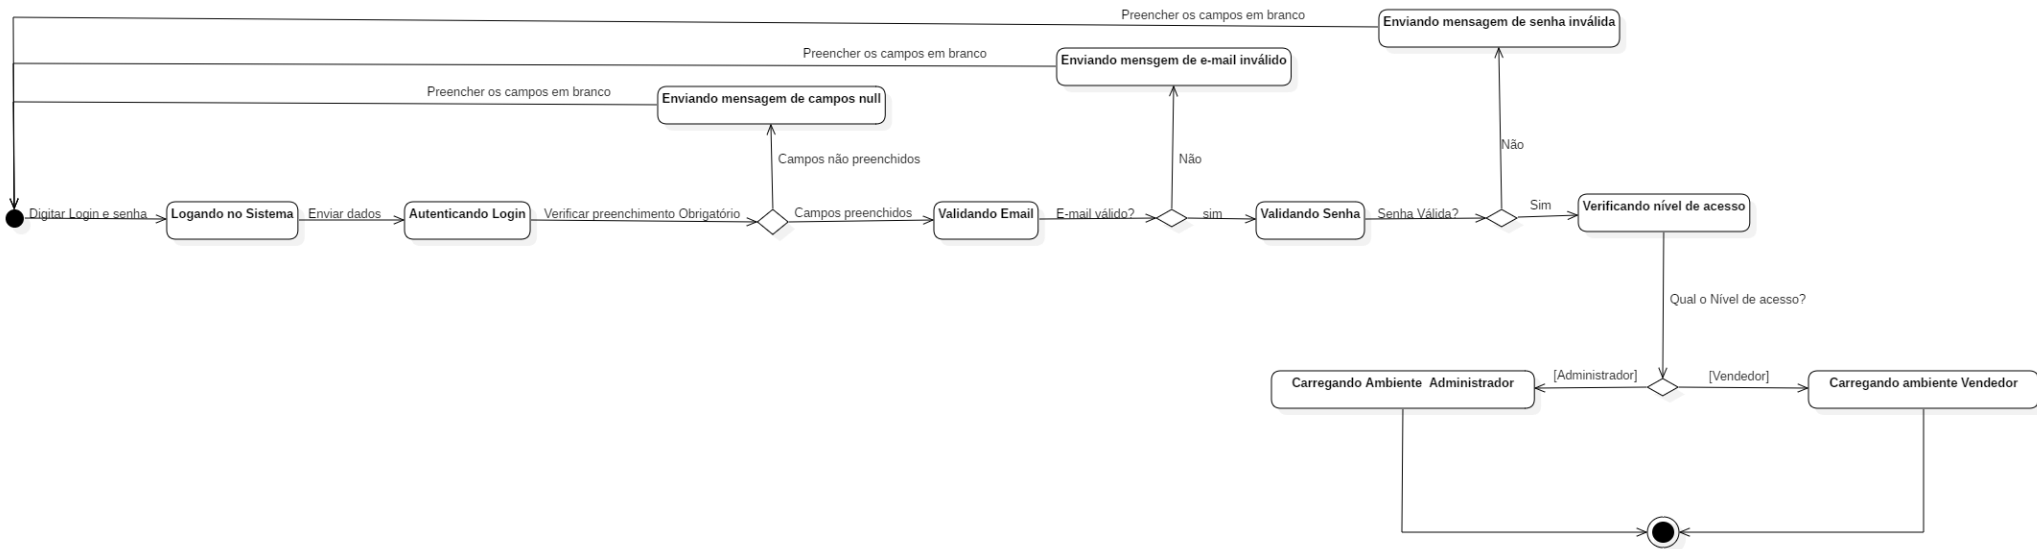 Preencher os campos em branco
Enviando mensagem de senha inválida
Preencher os campos em branco
Enviando mensgem de e-mail inválido
Preencher os campos em branco
Enviando mensagem de campos null
Campos não preenchidos
Não
Não
Digitar Login e senha
Logando no Sistema
Enviar dados
Autenticando Login
Verificar preenchimento Obrigatório
Campos preenchidos
Validando Email
E-mail válido?
sim
Validando Senha
Senha Válida?
Sim
Verificando nível de acesso
Qual o Nível de acesso?
Carregando Ambiente  Administrador
[Administrador]
[Vendedor]
Carregando ambiente Vendedor